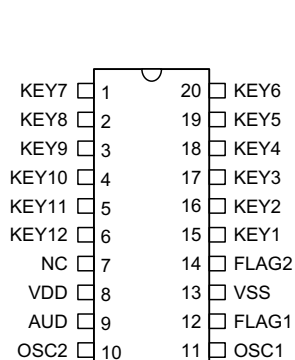 KEY7 1 20 KEY6
KEY8 2 19 KEY5
KEY9 3 18 KEY4
KEY10 4 17 KEY3
KEY11 5 16 KEY2
KEY12 6 15 KEY1
NC 7 14 FLAG2
VDD 8 13 VSS
AUD 9 12 FLAG1
OSC2 10 11 OSC1